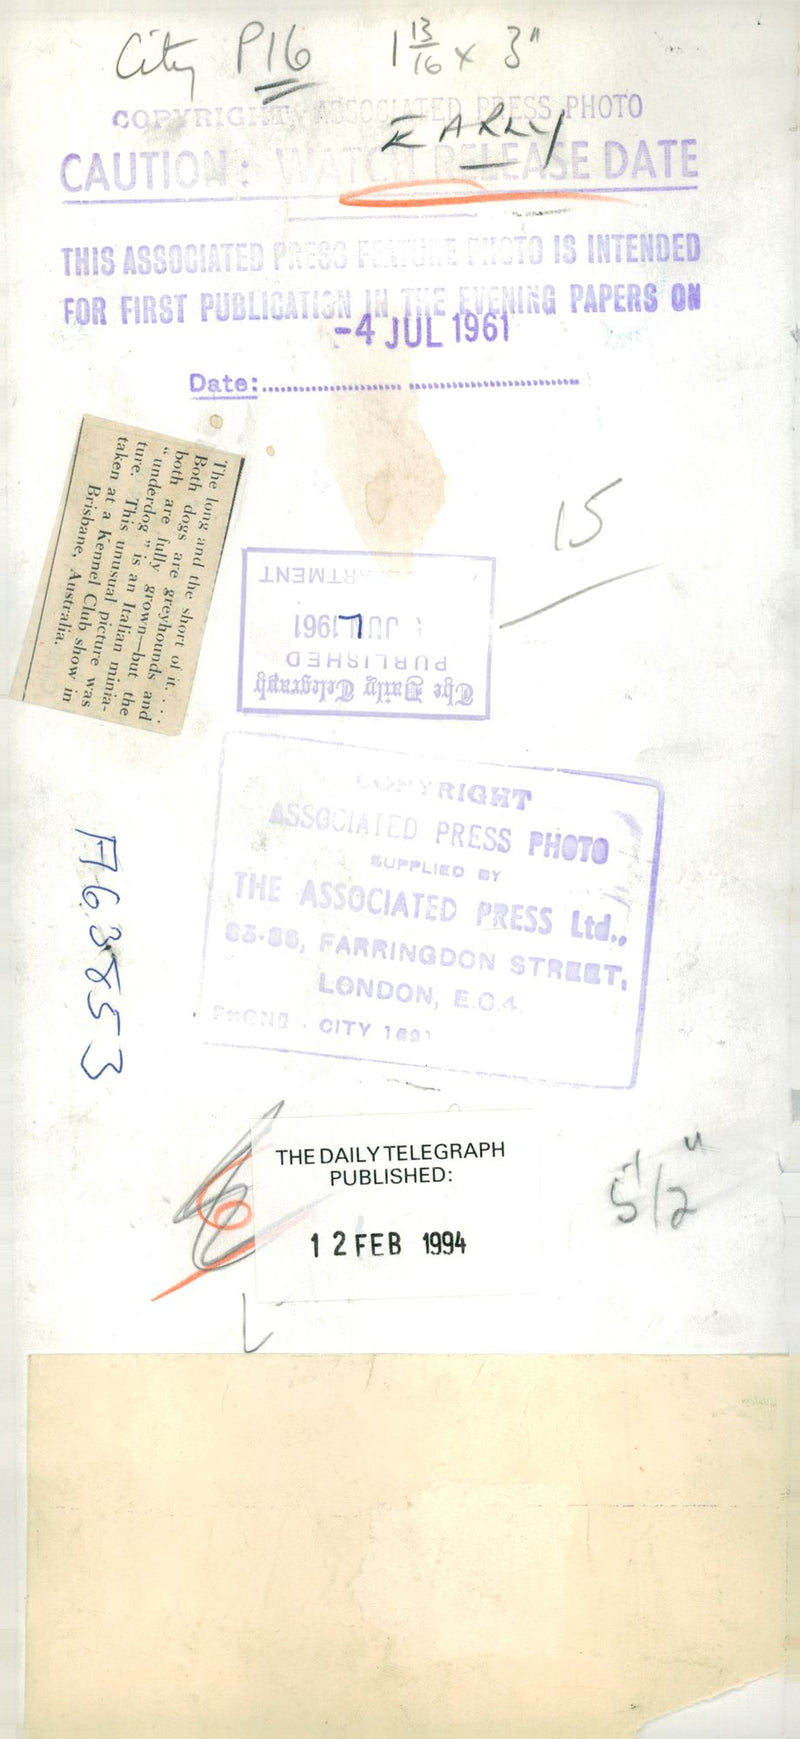 City P16 1 13/16 x 3"
COPYRIGHT ASSOCIATED PRESS PHOTO
EARLY
CAUTION: WATCH RELEASE DATE
THIS ASSOCIATED PRESS FEATURE PHOTO IS INTENDED
FOR FIRST PUBLICATION IN THE EVENING PAPERS ON
-4 JUL 1961
Date:
The long and the short of it. . . .
Both dogs are greyhounds and
both are fully grown—but the
"underdog" is an Italian minia-
ture. This unusual picture was
taken at a Kennel Club show in
Brisbane, Australia.
15
The Daily Telegraph
PUBLISHED
JUL 1961
COPYRIGHT
ASSOCIATED PRESS PHOTO
SUPPLIED BY
THE ASSOCIATED PRESS Ltd.,
FARRINGDON STREET,
LONDON, E.C.4.
PHONE - CITY
A63853
THE DAILY TELEGRAPH
PUBLISHED:
12 FEB 1994
5 1/2"